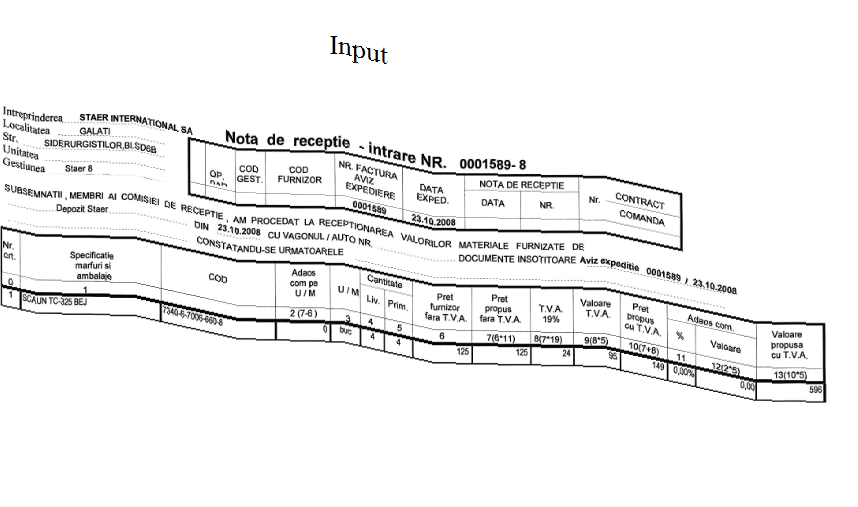 Input
Intreprinderea STAER INTERNATIONAL SA
Localitatea GALATI
Str. SIDERURGISTILOR,BI.SD6B
Unitatea
Gestiunea Staer 8
Nota de receptie - intrare NR. 0001589- 8
OP. COD GEST. COD FURNIZOR NR. FACTURA AVIZ EXPEDIERE DATA EXPED. NOTA DE RECEPTIE Nr. CONTRACT
DATA NR. COMANDA
0001589 23.10.2008
SUBSEMNATII , MEMBRI AI COMISIEI DE RECEPTIE , AM PROCEDAT LA RECEPTIONAREA VALORILOR MATERIALE FURNIZATE DE
Depozit Staer DIN 23.10.2008 CU VAGONUL / AUTO NR. DOCUMENTE INSOTITOARE Aviz expeditie 0001589 / 23.10.2008
CONSTATANDU-SE URMATOARELE
Nr. crt. Specificatie marfuri si ambalaje COD Adaos com pe U / M U / M Cantitate Pret furnizor fara T.V.A. Pret propus fara T.V.A. T.V.A. 19% Valoare T.V.A. Pret propus cu T.V.A. Adaos com. Valoare propusa cu T.V.A.
Liv. Prim. % Valoare
0 1 2 (7-6 ) 3 4 5 6 7(6*11) 8(7*19) 9(8*5) 10(7+8) 11 12(2*5) 13(10*5)
1 SCAUN TC-325 BEJ 7340-6-7006-660-8 0 buc 4 4 125 125 24 95 149 0,00% 0,00 596